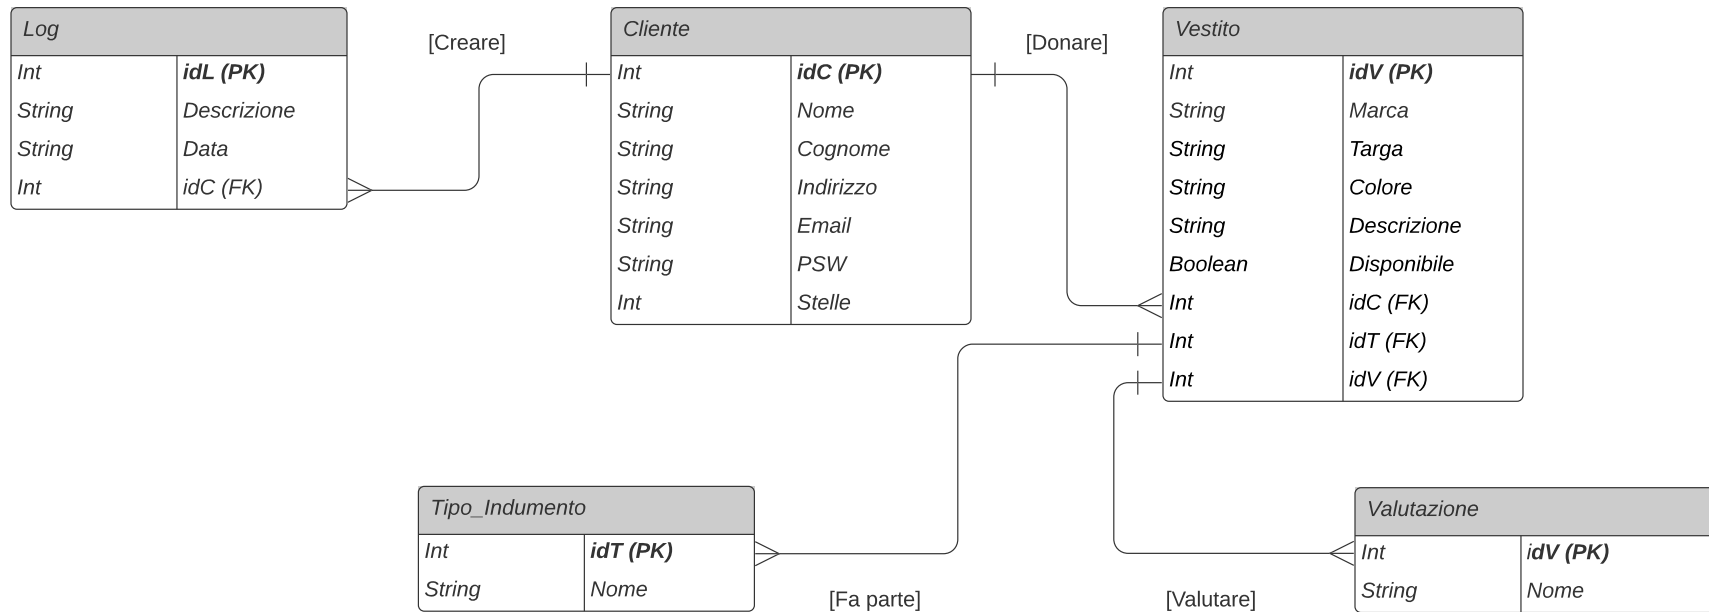 Log
Int idL (PK)
String Descrizione
String Data
Int idC (FK)
[Creare]
Cliente
Int idC (PK)
String Nome
String Cognome
String Indirizzo
String Email
String PSW
Int Stelle
[Donare]
Vestito
Int idV (PK)
String Marca
String Targa
String Colore
String Descrizione
Boolean Disponibile
Int idC (FK)
Int idT (FK)
Int idV (FK)
Tipo_Indumento
Int idT (PK)
String Nome
[Fa parte]
[Valutare]
Valutazione
Int idV (PK)
String Nome